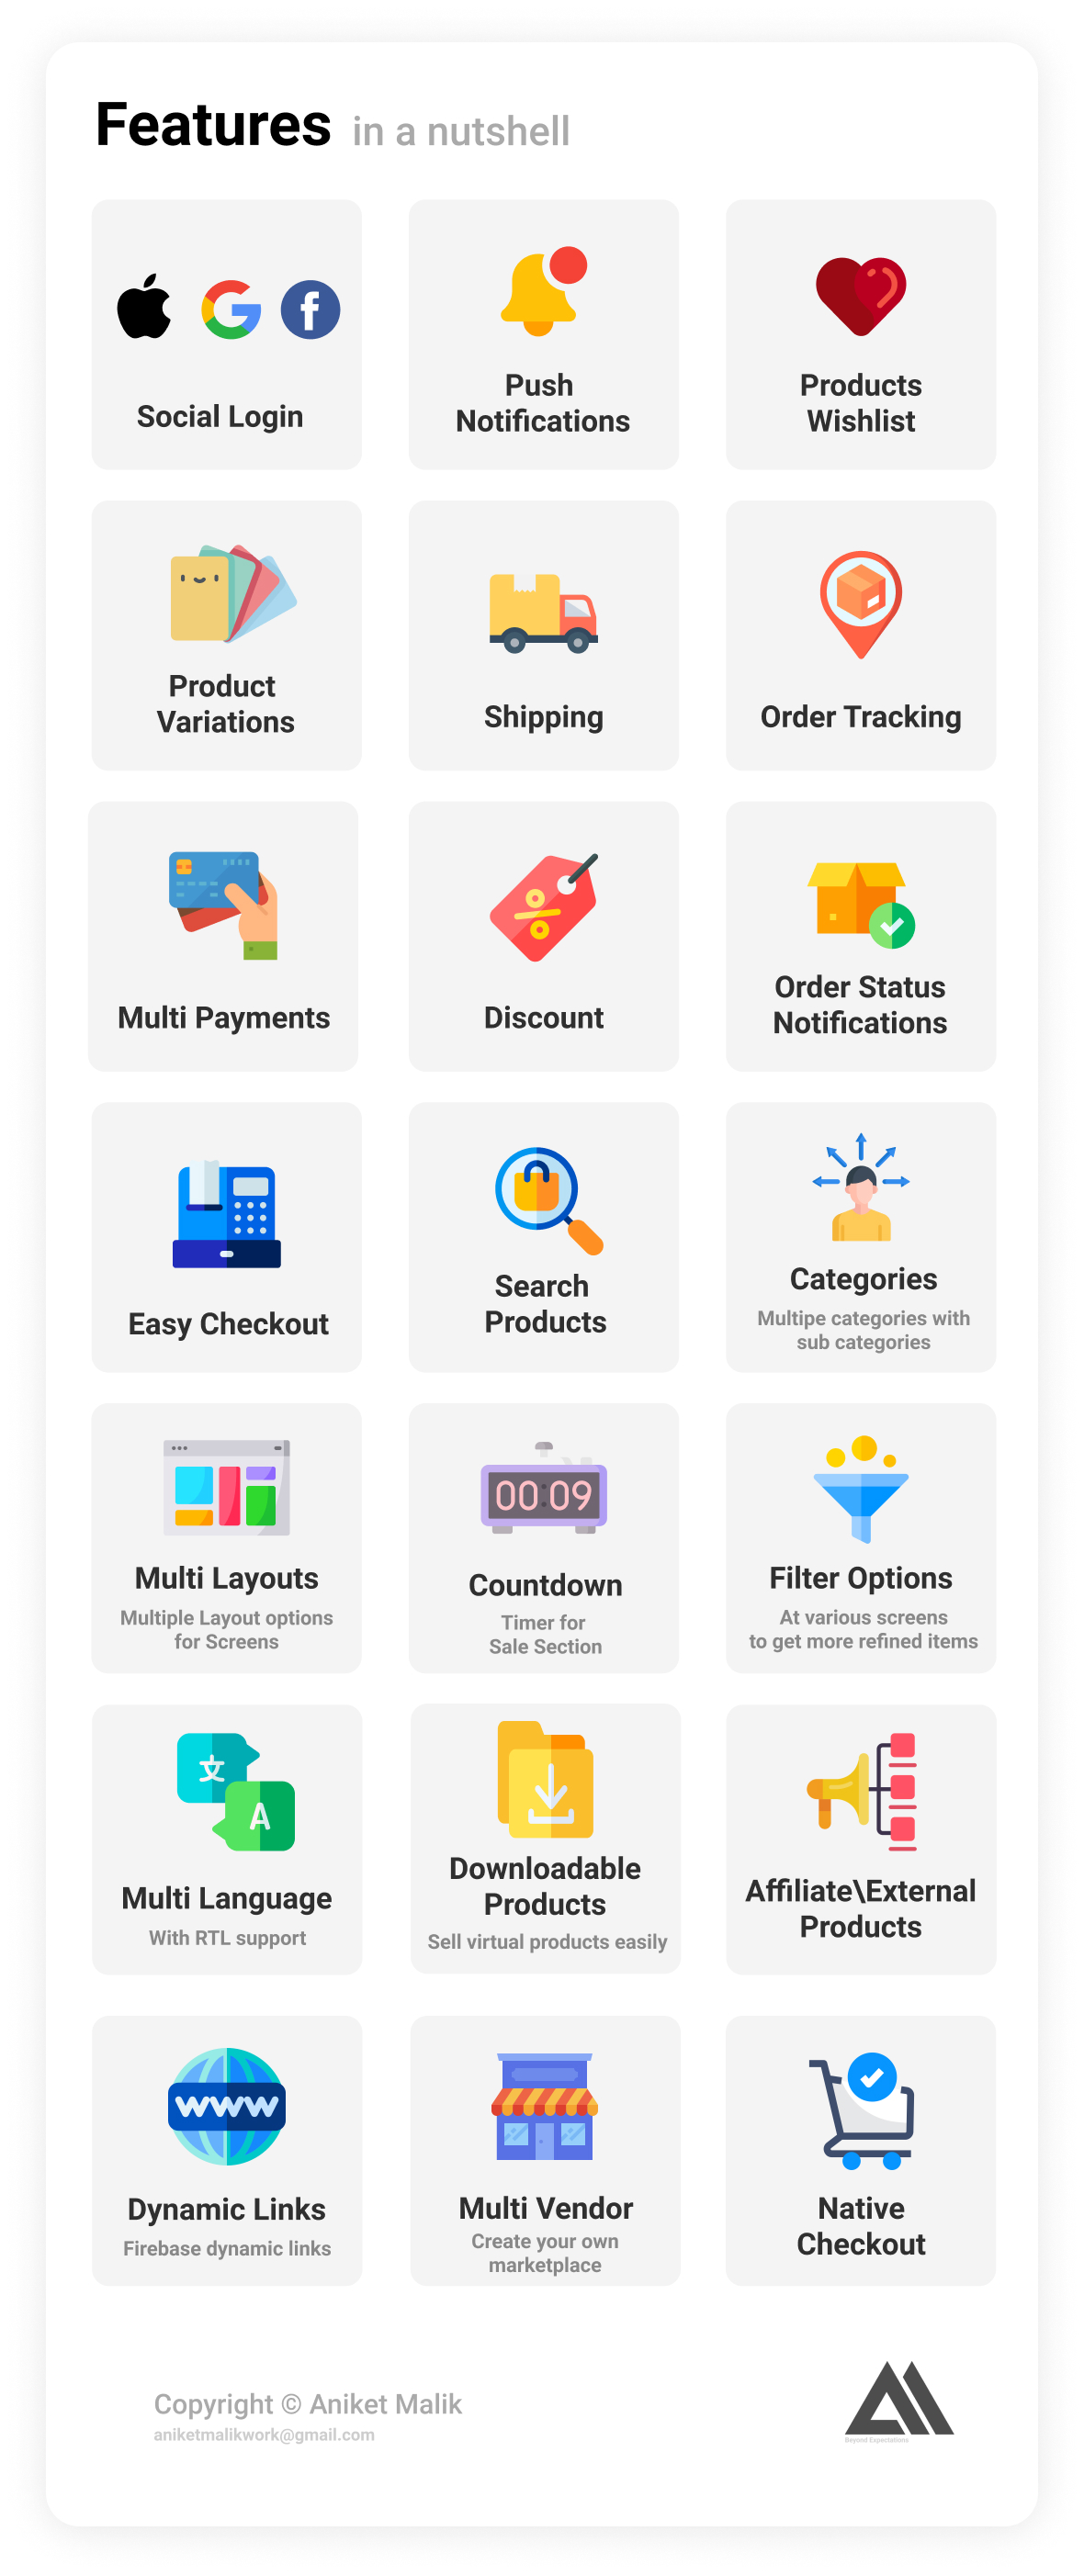 Features in a nutshell
Social Login
Push
Notifications
Products
Wishlist
Product
Variations
Shipping
Order Tracking
Multi Payments
Discount
Order Status
Notifications
Easy Checkout
Search
Products
Categories
Multipe categories with
sub categories
Multi Layouts
Multiple Layout options
for Screens
00:09
Countdown
Timer for
Sale Section
Filter Options
At various screens
to get more refined items
文
A
Multi Language
With RTL support
Downloadable
Products
Sell virtual products easily
Affiliate\External
Products
www
Dynamic Links
Firebase dynamic links
Multi Vendor
Create your own
marketplace
Native
Checkout
Copyright © Aniket Malik
aniketmalikwork@gmail.com
Beyond Expectations